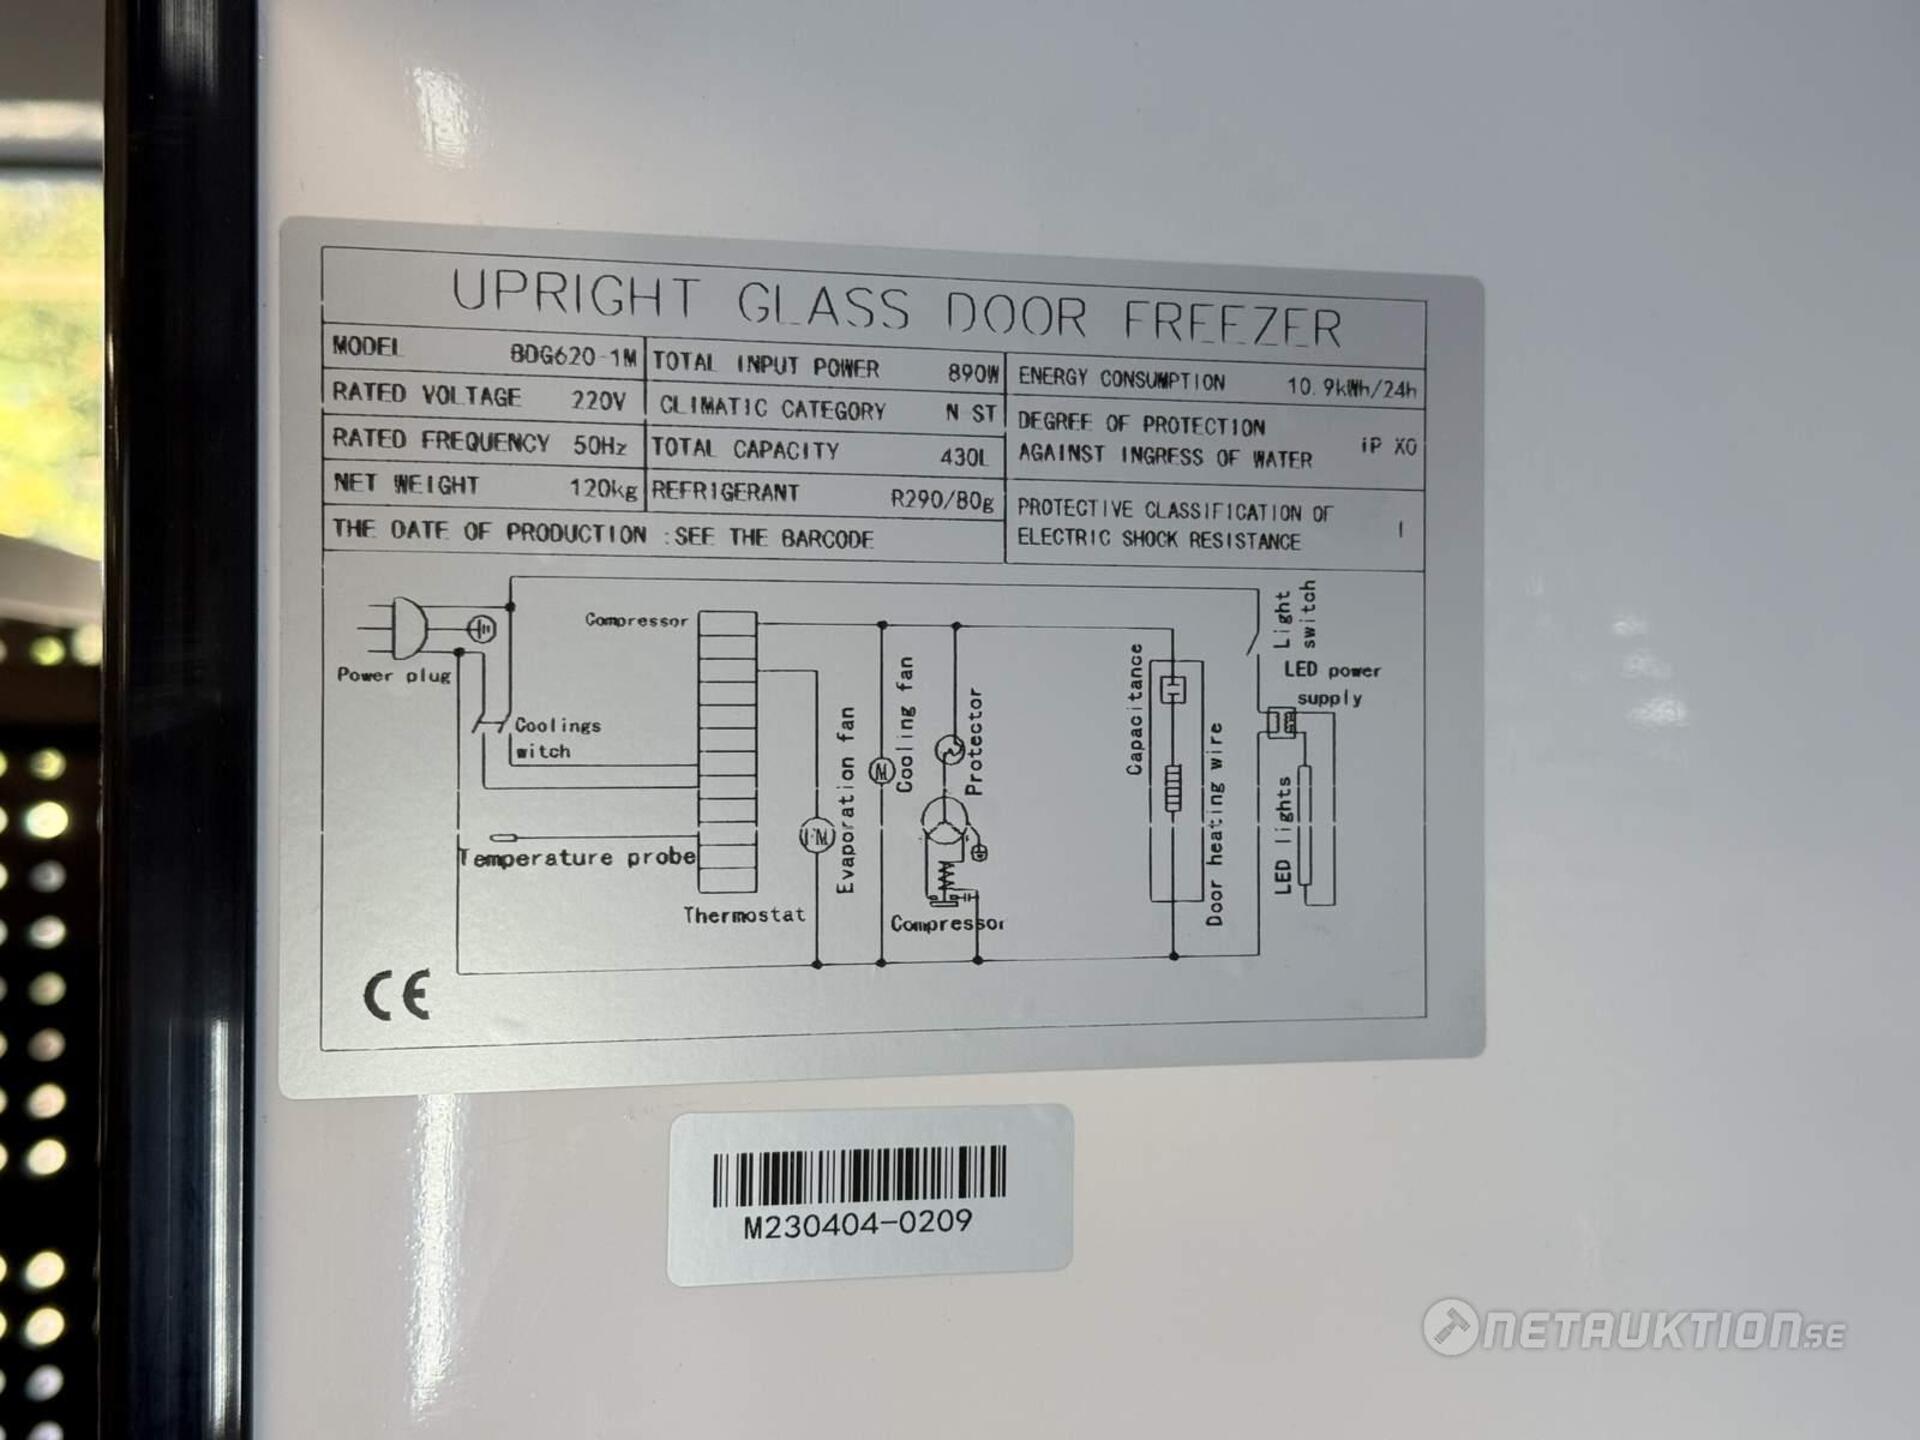 UPRIGHT GLASS DOOR FREEZER
MODEL BDG620-1M TOTAL INPUT POWER 890W ENERGY CONSUMPTION 10.9kWh/24h
RATED VOLTAGE 220V CLIMATIC CATEGORY N ST DEGREE OF PROTECTION
AGAINST INGRESS OF WATER iP X0
RATED FREQUENCY 50Hz TOTAL CAPACITY 430L
NET WEIGHT 120kg REFRIGERANT R290/80g PROTECTIVE CLASSIFICATION OF
ELECTRIC SHOCK RESISTANCE I
THE DATE OF PRODUCTION :SEE THE BARCODE
Power plug
Coolings
witch
Temperature probe
Compressor
Thermostat
Evaporation fan
M
Cooling fan
Protector
Compressor
Capacitance
Door heating wire
Light
switch
LED power
supply
LED lights
CE
M230404-0209
NETAUKTION.SE